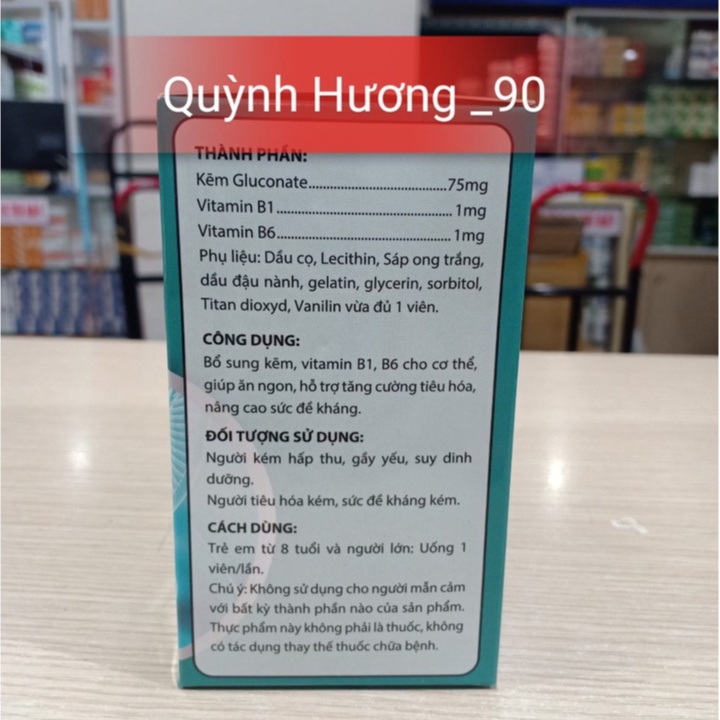 Quỳnh Hương _90
THÀNH PHẦN:
Kẽm Gluconate.......................................75mg
Vitamin B1.................................................1mg
Vitamin B6.................................................1mg
Phụ liệu: Dầu cọ, Lecithin, Sáp ong trắng,
dầu đậu nành, gelatin, glycerin, sorbitol,
Titan dioxyd, Vanilin vừa đủ 1 viên.
CÔNG DỤNG:
Bổ sung kẽm, vitamin B1, B6 cho cơ thể,
giúp ăn ngon, hỗ trợ tăng cường tiêu hóa,
nâng cao sức đề kháng.
ĐỐI TƯỢNG SỬ DỤNG:
Người kém hấp thu, gầy yếu, suy dinh
dưỡng.
Người tiêu hóa kém, sức đề kháng kém.
CÁCH DÙNG:
Trẻ em từ 8 tuổi và người lớn: Uống 1
viên/lần.
Chú ý: Không sử dụng cho người mẫn cảm
với bất kỳ thành phần nào của sản phẩm.
Thực phẩm này không phải là thuốc, không
có tác dụng thay thế thuốc chữa bệnh.